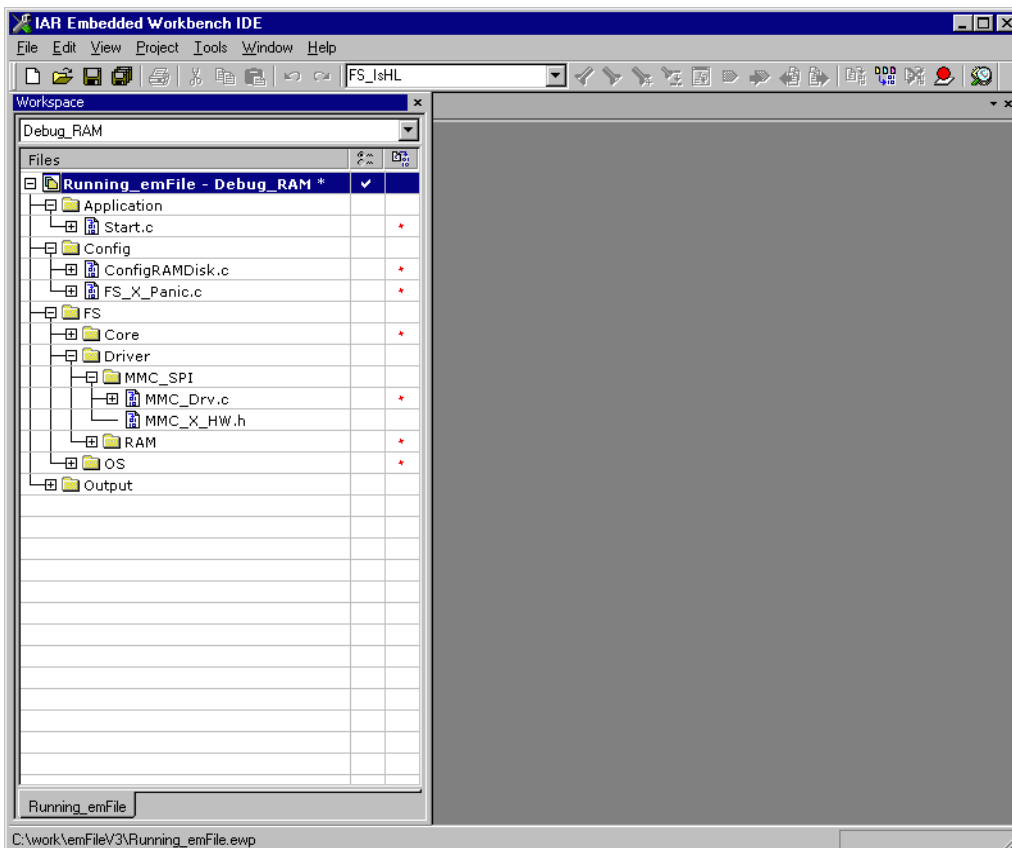 IAR Embedded Workbench IDE
File Edit View Project Tools Window Help
FS_IsHL
Workspace
Debug_RAM
Files
Running_emFile - Debug_RAM *
Application
Start.c
Config
ConfigRAMDisk.c
FS_X_Panic.c
FS
Core
Driver
MMC_SPI
MMC_Drv.c
MMC_X_HW.h
RAM
OS
Output
Running_emFile
C:\work\emFileV3\Running_emFile.ewp